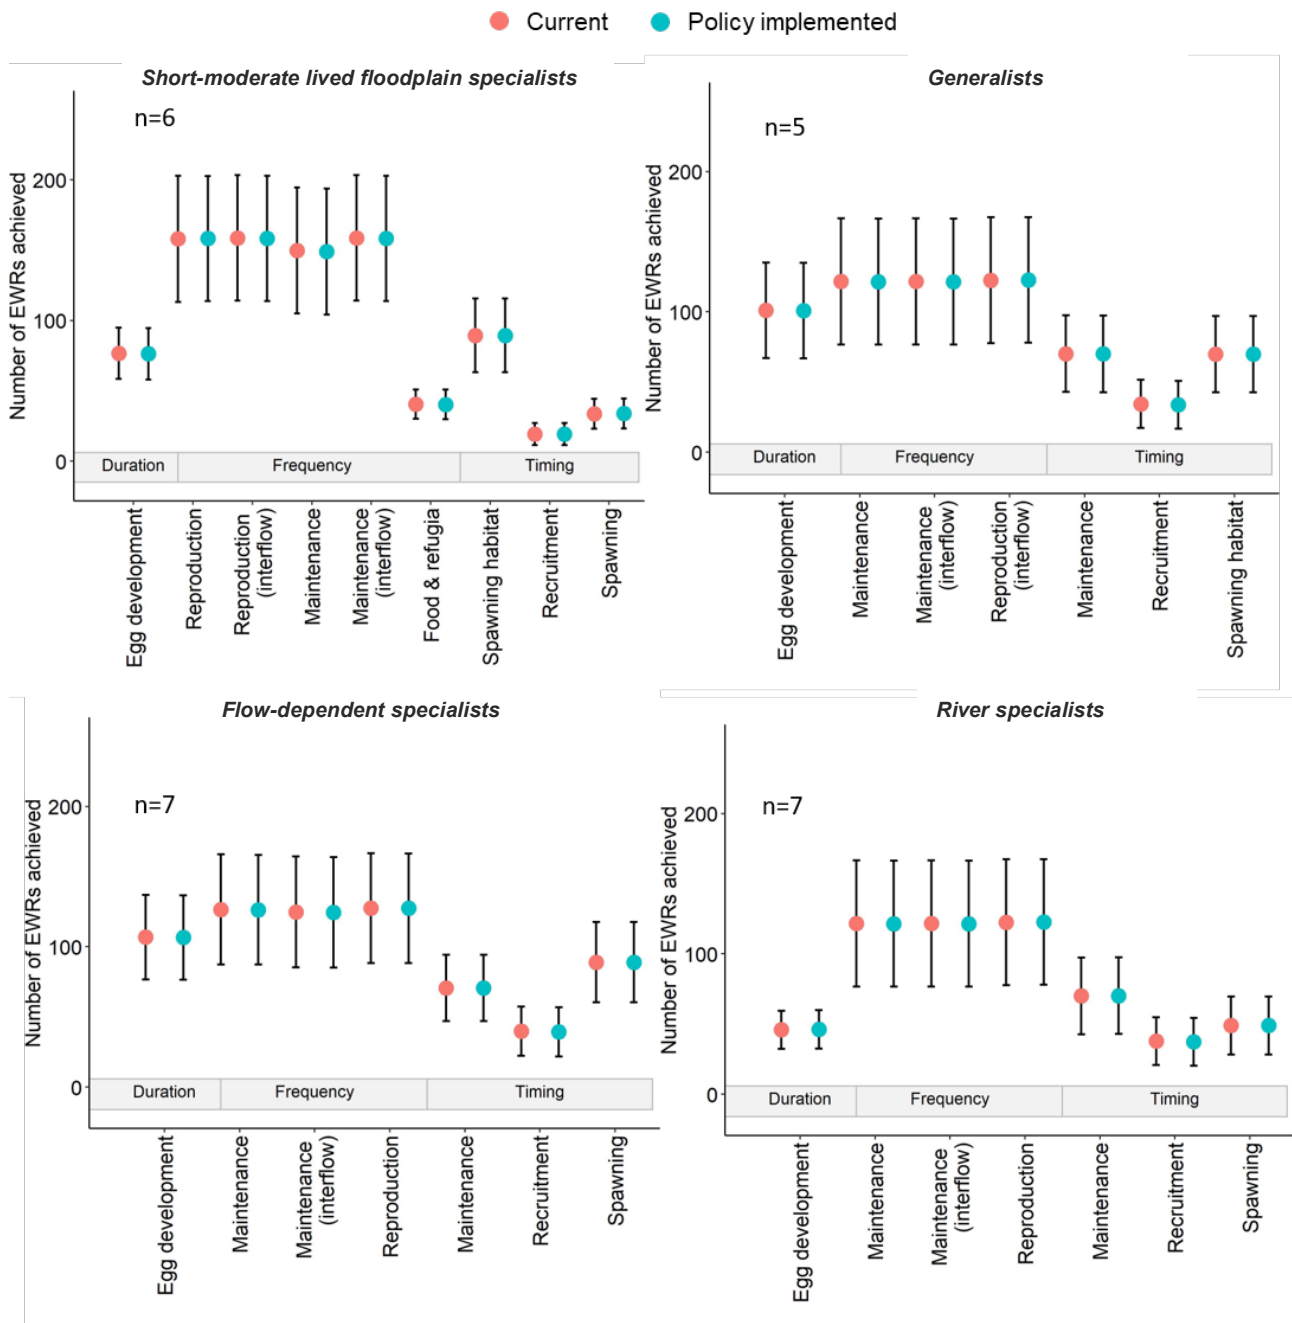 Current Policy implemented
Short-moderate lived floodplain specialists
n=6
Number of EWRs achieved
200
100
0
Duration Frequency Timing
Egg development
Reproduction
Reproduction
(interflow)
Maintenance
Maintenance
(interflow)
Food & refugia
Spawning habitat
Recruitment
Spawning
Generalists
n=5
Number of EWRs achieved
200
100
0
Duration Frequency Timing
Egg development
Maintenance
Maintenance
(interflow)
Reproduction
(interflow)
Maintenance
Recruitment
Spawning habitat
Flow-dependent specialists
n=7
Number of EWRs achieved
200
100
0
Duration Frequency Timing
Egg development
Maintenance
Maintenance
(interflow)
Reproduction
Maintenance
Recruitment
Spawning
River specialists
n=7
Number of EWRs achieved
200
100
0
Duration Frequency Timing
Egg development
Maintenance
Maintenance
(interflow)
Reproduction
Maintenance
Recruitment
Spawning